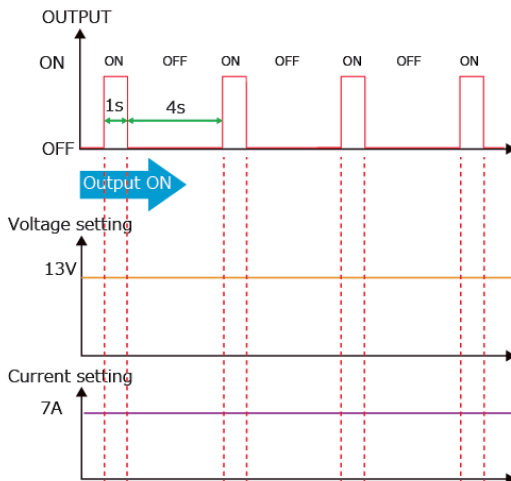 OUTPUT
ON
ON OFF ON OFF ON OFF ON
1s 4s
OFF
Output ON
Voltage setting
13V
Current setting
7A